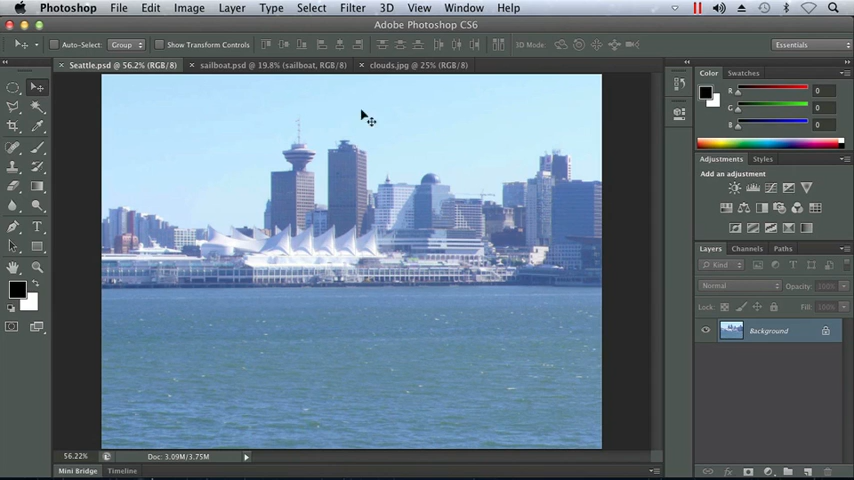 Photoshop File Edit Image Layer Type Select Filter 3D View Window Help
Adobe Photoshop CS6
Auto-Select: Group Show Transform Controls 3D Mode: Essentials
× Seattle.psd @ 56.2% (RGB/8) × sailboat.psd @ 19.8% (sailboat, RGB/8) × clouds.jpg @ 25% (RGB/8)
Color Swatches
R 0
G 0
B 0
Adjustments Styles
Add an adjustment
Layers Channels Paths
Kind
Normal Opacity: 100%
Lock: Fill: 100%
Background
56.22% Doc: 3.09M/3.75M
Mini Bridge Timeline